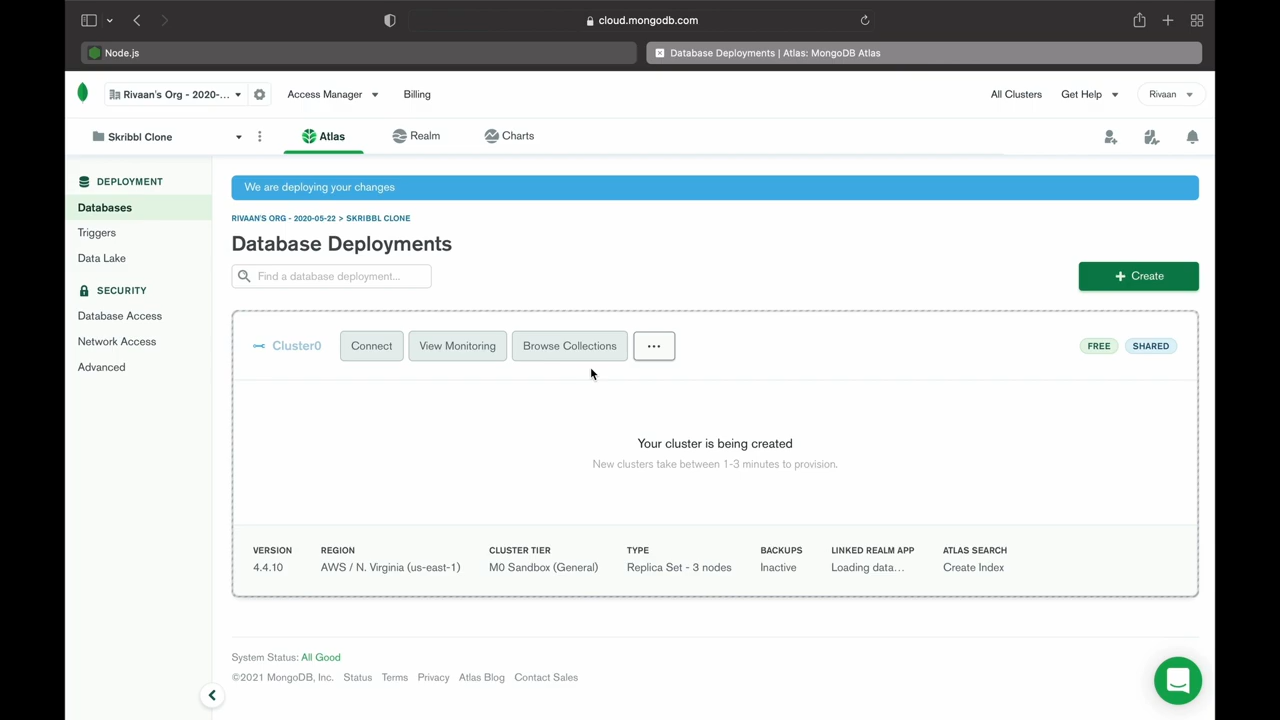 cloud.mongodb.com
Node.js
Database Deployments | Atlas: MongoDB Atlas
Rivaan's Org - 2020-... Access Manager Billing All Clusters Get Help Rivaan
Skribbl Clone Atlas Realm Charts
DEPLOYMENT
Databases
Triggers
Data Lake
SECURITY
Database Access
Network Access
Advanced
We are deploying your changes
RIVAAN'S ORG - 2020-05-22 > SKRIBBL CLONE
Database Deployments
Find a database deployment...
+ Create
Cluster0 Connect View Monitoring Browse Collections ... FREE SHARED
Your cluster is being created
New clusters take between 1-3 minutes to provision.
VERSION REGION CLUSTER TIER TYPE BACKUPS LINKED REALM APP ATLAS SEARCH
4.4.10 AWS / N. Virginia (us-east-1) M0 Sandbox (General) Replica Set - 3 nodes Inactive Loading data... Create Index
System Status: All Good
©2021 MongoDB, Inc. Status Terms Privacy Atlas Blog Contact Sales